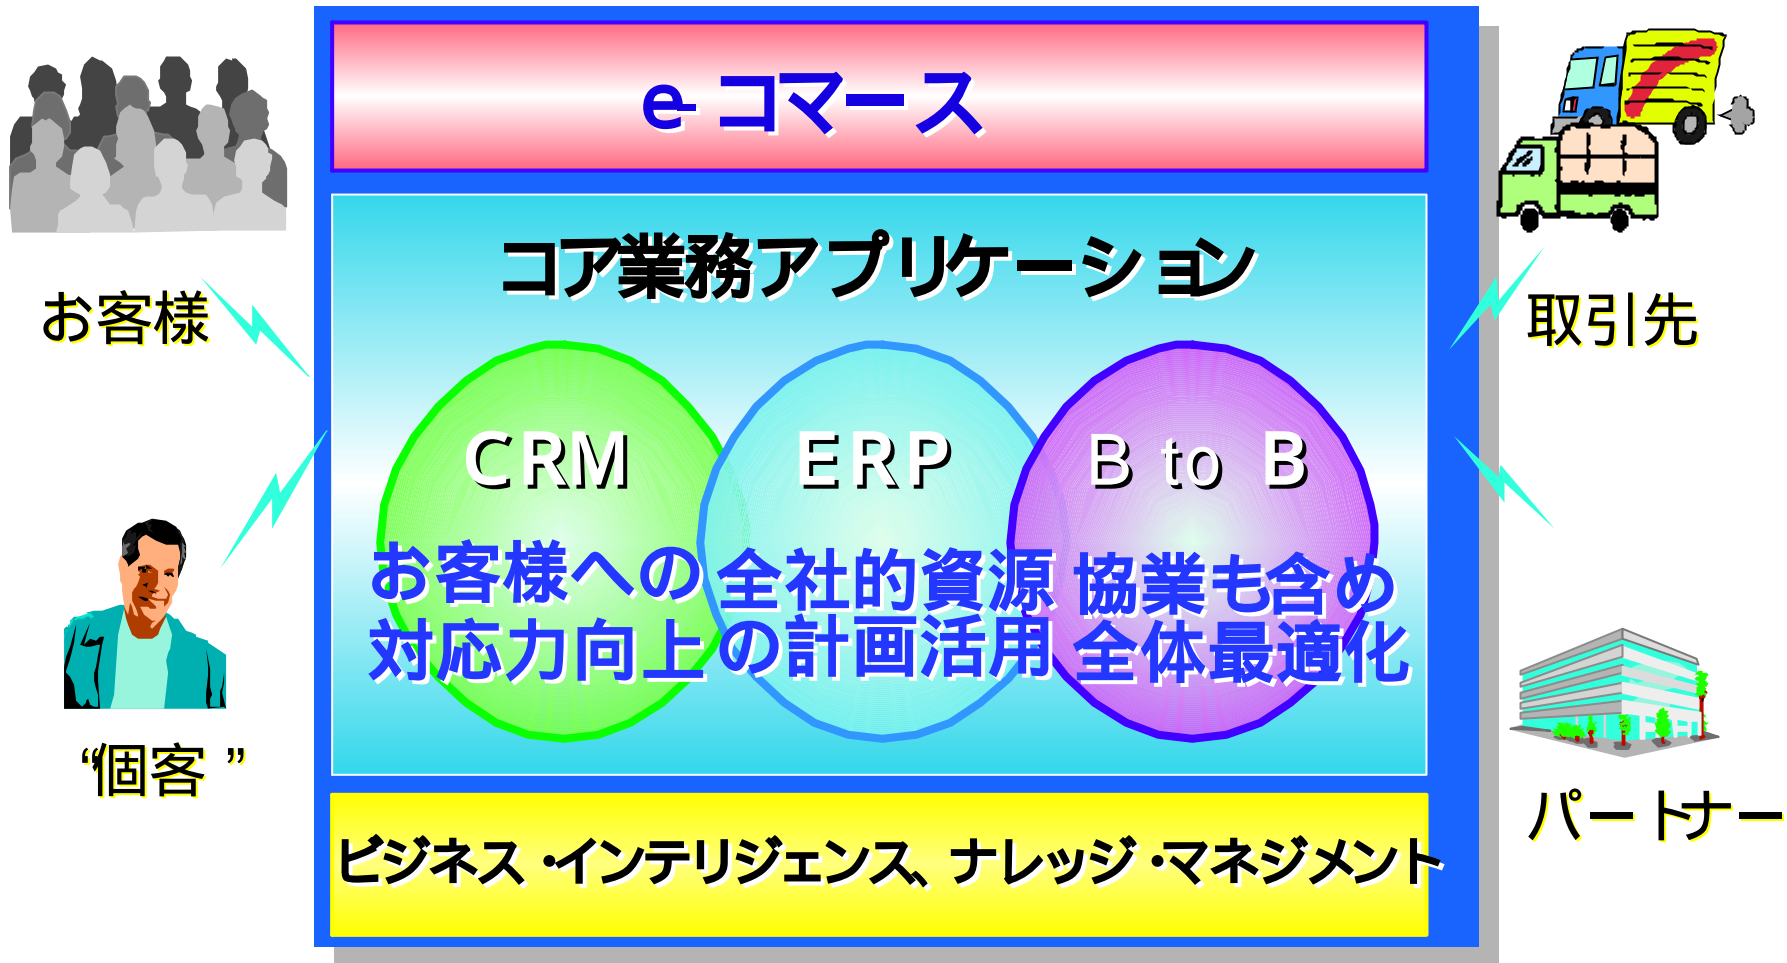 e-コマース
コア業務アプリケーション
お客様
取引先
CRM
ERP
B to B
お客様への
対応力向上
全社的資源
の計画活用
協業も含め
全体最適化
“個客”
パートナー
ビジネス・インテリジェンス、ナレッジ・マネジメント